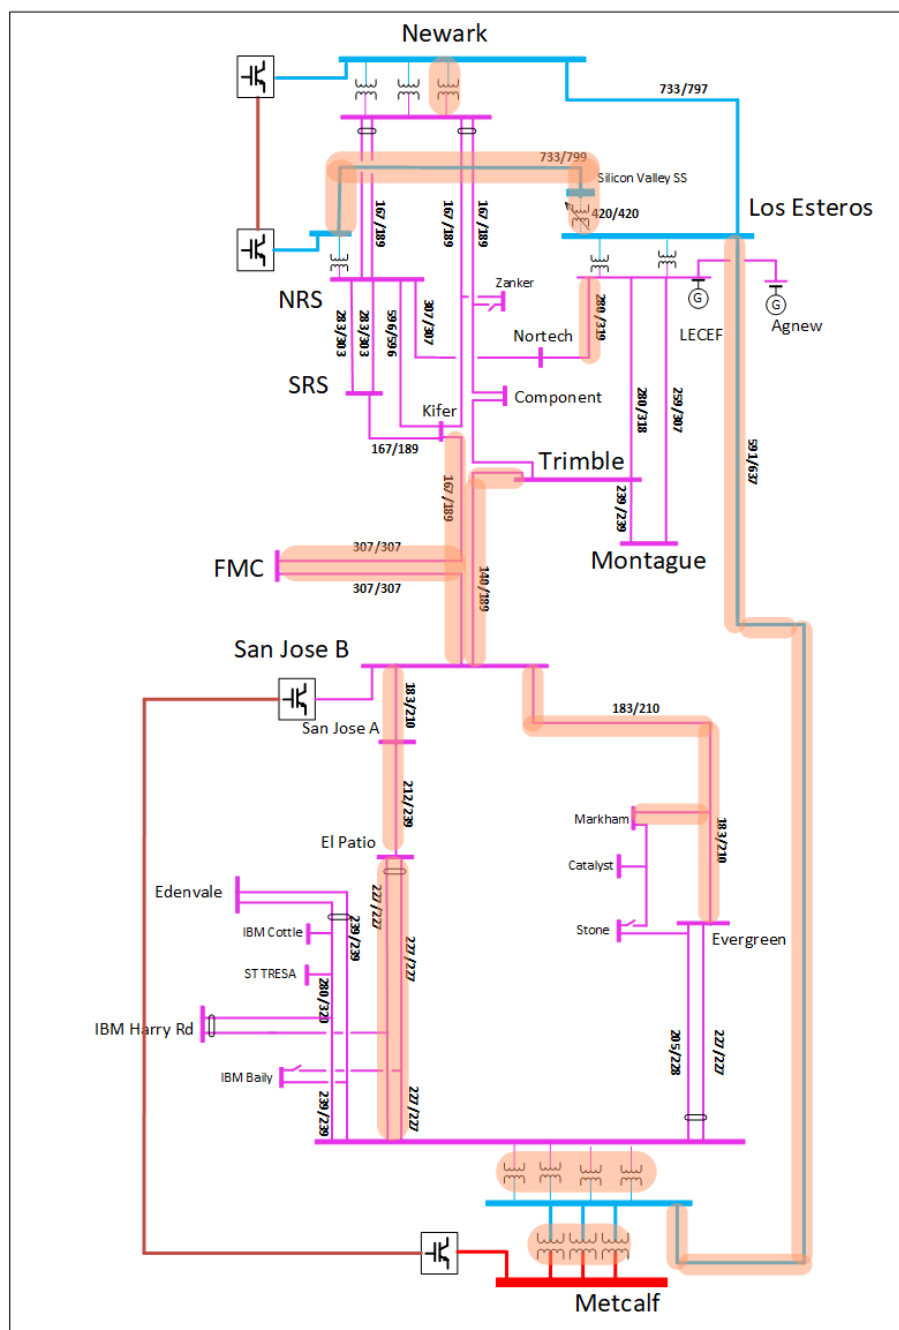 Newark
733/797
733/799
Silicon Valley SS
420/420
Los Esteros
167/189
167/189
167/189
Zanker
NRS
283/303
283/303
596/596
307/307
Nortech
280/319
LECEF
G
G
Agnew
SRS
Kifer
Component
280/318
259/307
167/189
Trimble
167/189
239/239
591/637
307/307
FMC
307/307
Montague
140/189
San Jose B
183/210
183/210
San Jose A
212/239
Markham
183/210
El Patio
Catalyst
Edenvale
227/227
IBM Cottle
239/239
Stone
Evergreen
ST TRESA
227/227
280/320
IBM Harry Rd
205/228
227/227
IBM Baily
239/239
227/227
Metcalf